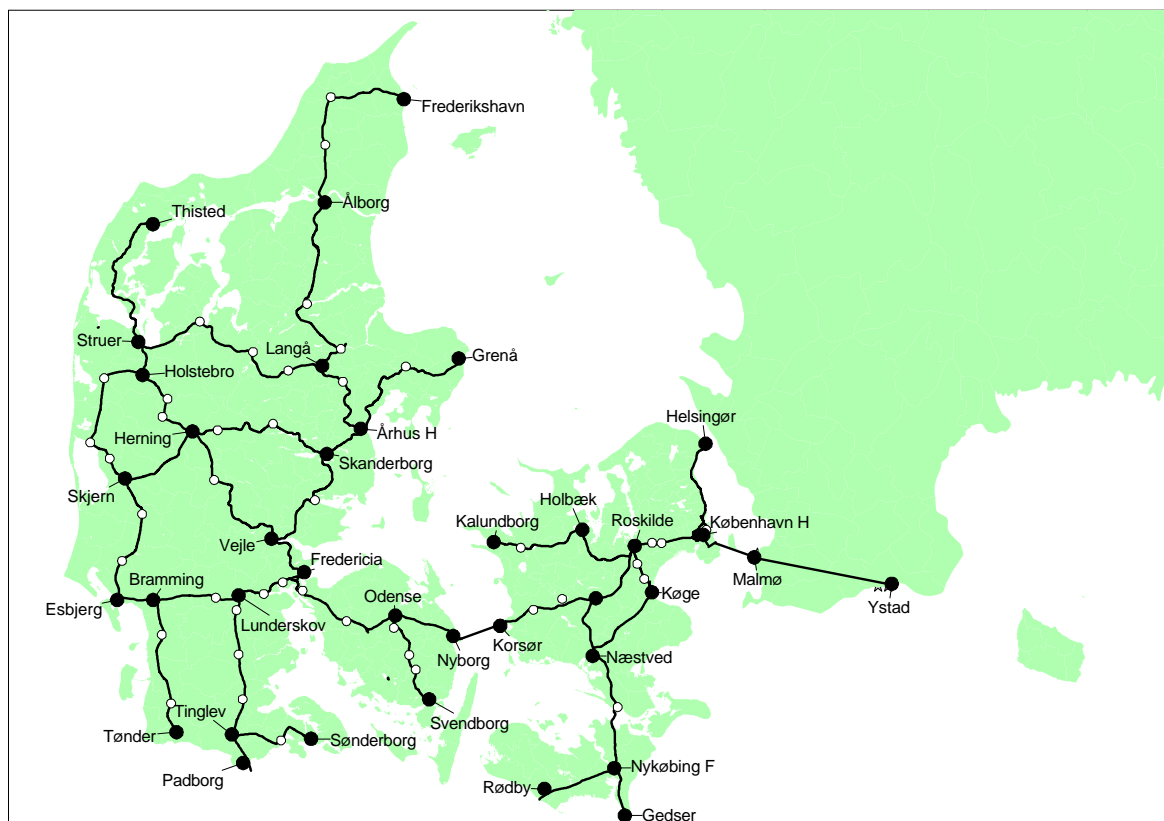 Frederikshavn
Ålborg
Thisted
Struer
Langå
Grenå
Holstebro
Helsingør
Herning
Århus H
Skanderborg
Skjern
Holbæk
Roskilde
København H
Kalundborg
Vejle
Fredericia
Malmø
Bramming
Odense
Køge
Esbjerg
Ystad
Lunderskov
Nyborg
Korsør
Næstved
Tinglev
Svendborg
Tønder
Sønderborg
Padborg
Nykøbing F
Rødby
Gedser